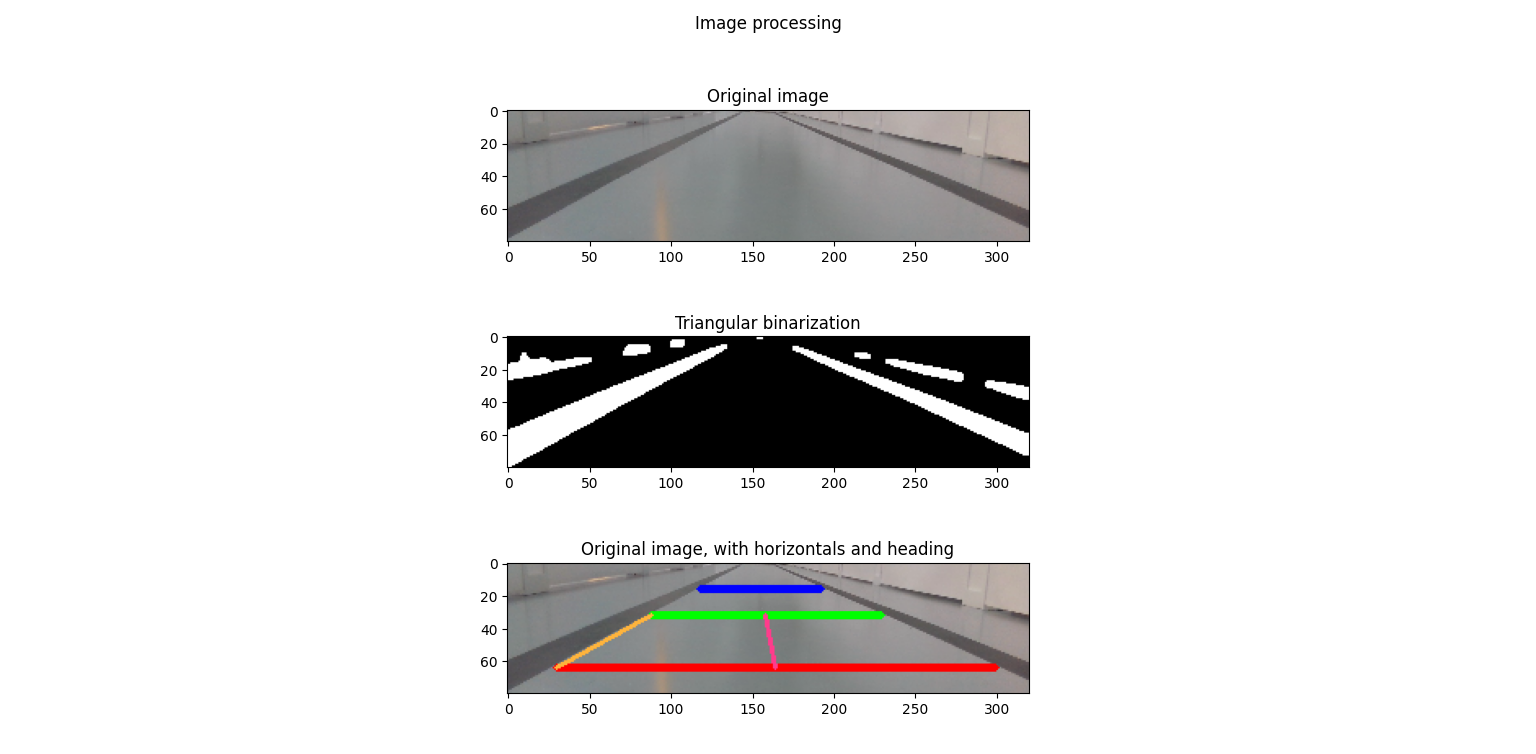 Image processing
Original image
0
20
40
60
0 50 100 150 200 250 300
Triangular binarization
0
20
40
60
0 50 100 150 200 250 300
Original image, with horizontals and heading
0
20
40
60
0 50 100 150 200 250 300